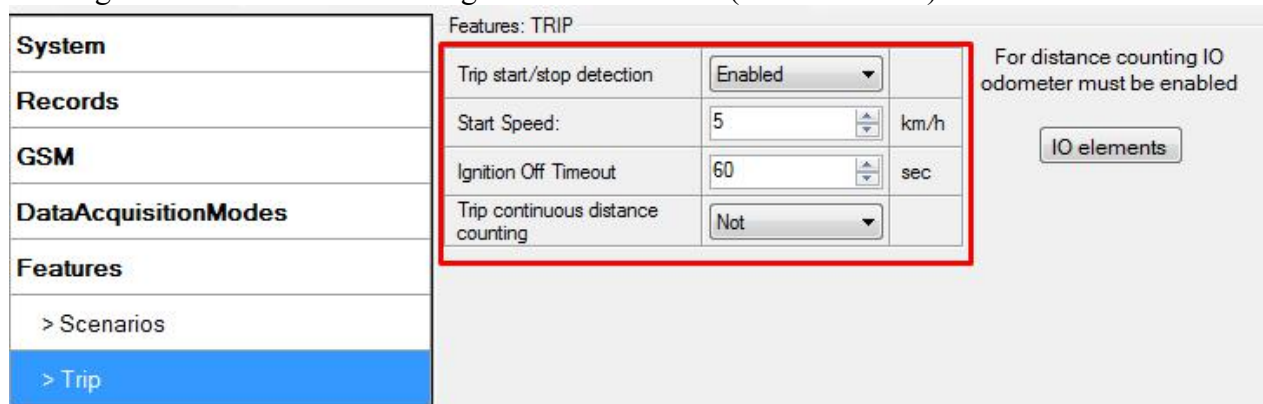 System
Records
GSM
DataAcquisitionModes
Features
> Scenarios
> Trip
Features: TRIP
Trip start/stop detection Enabled
Start Speed: 5 km/h
Ignition Off Timeout 60 sec
Trip continuous distance
counting Not
For distance counting IO
odometer must be enabled
IO elements